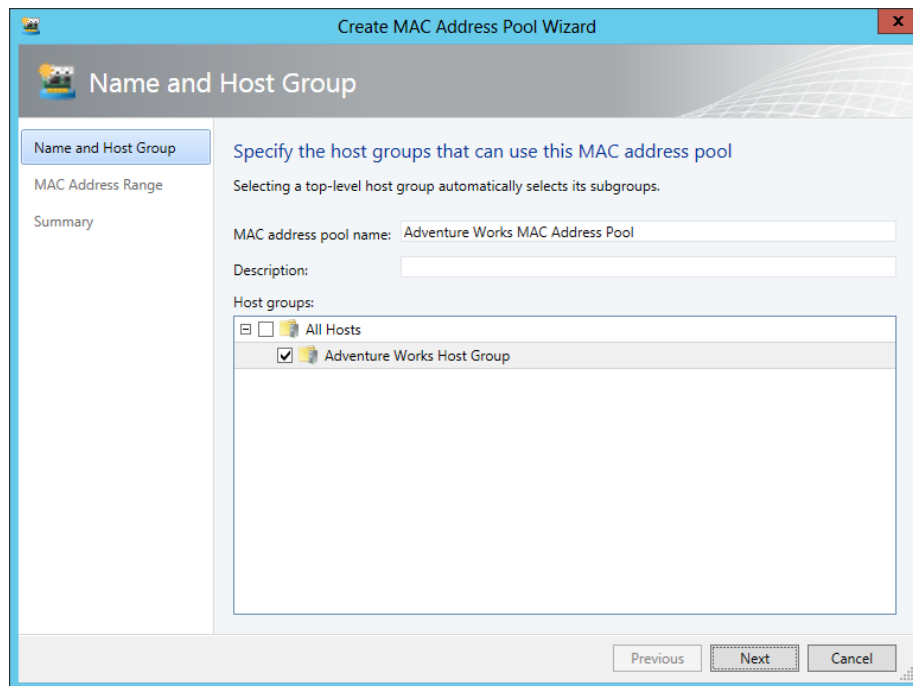 Create MAC Address Pool Wizard
x
Name and Host Group
Name and Host Group
MAC Address Range
Summary
Specify the host groups that can use this MAC address pool
Selecting a top-level host group automatically selects its subgroups.
MAC address pool name: Adventure Works MAC Address Pool
Description:
Host groups:
All Hosts
Adventure Works Host Group
Previous Next Cancel